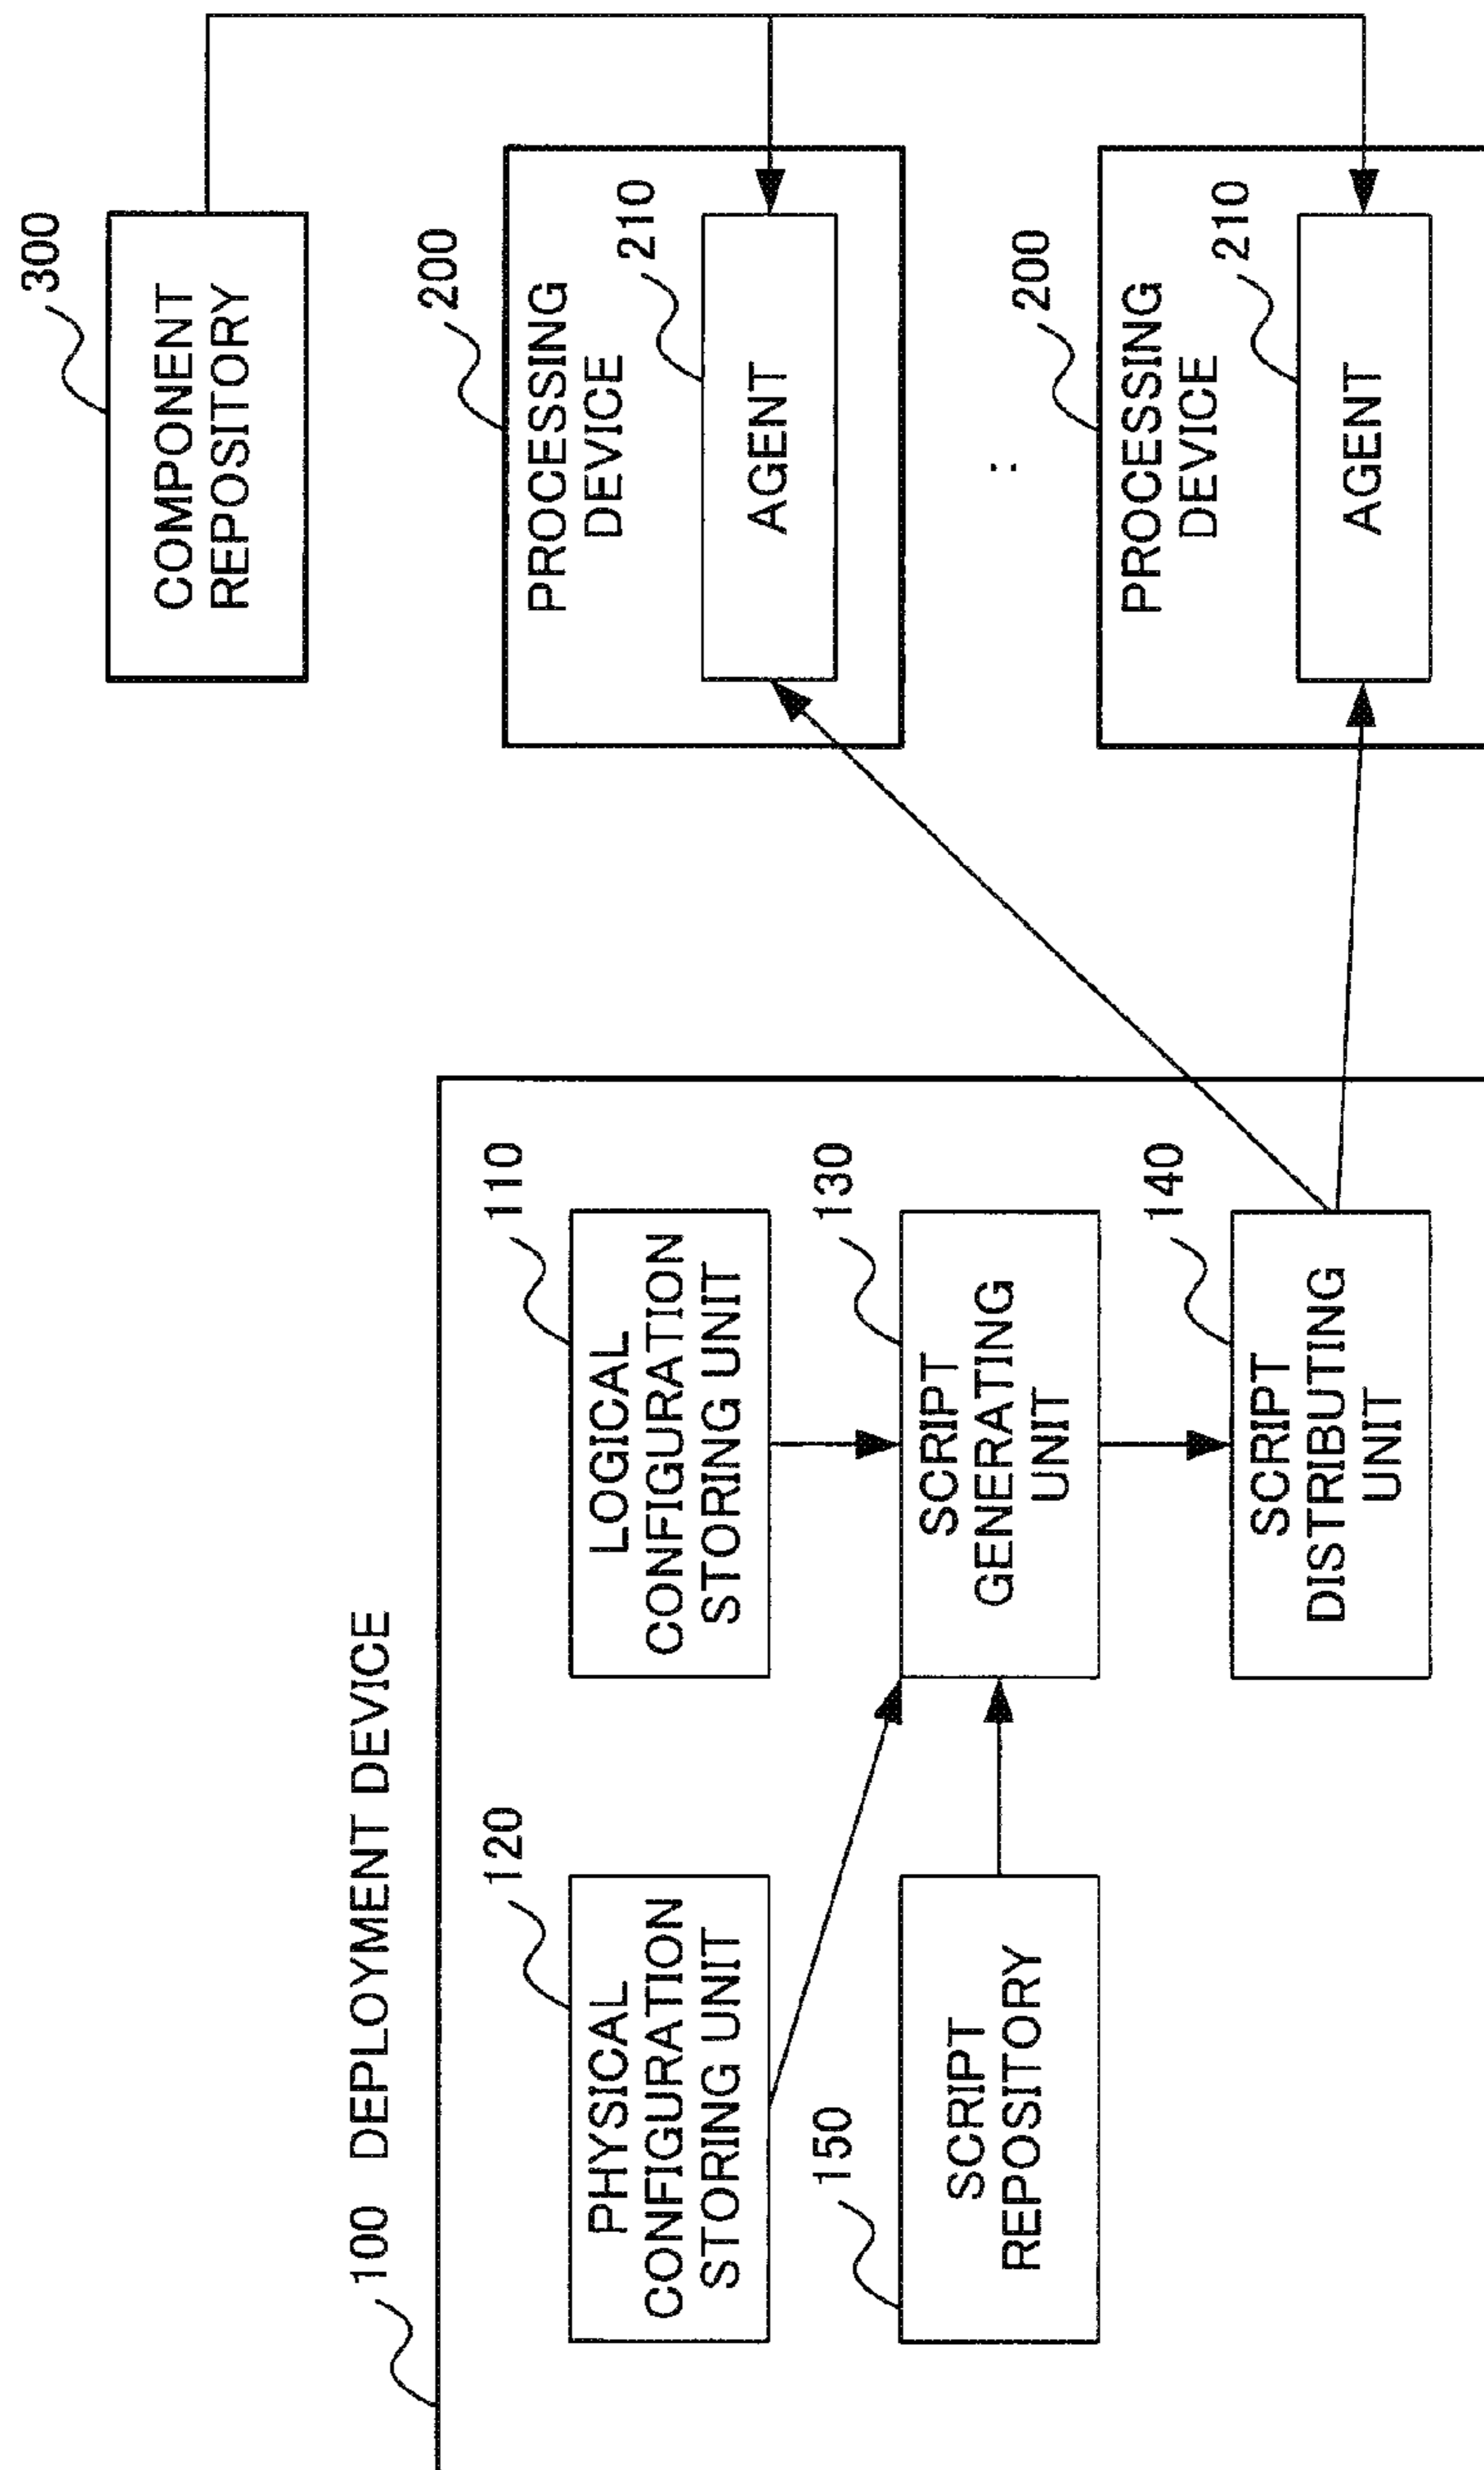 100 DEPLOYMENT DEVICE
120
PHYSICAL
CONFIGURATION
STORING UNIT
110
LOGICAL
CONFIGURATION
STORING UNIT
150
SCRIPT
REPOSITORY
130
SCRIPT
GENERATING
UNIT
140
SCRIPT
DISTRIBUTING
UNIT
300
COMPONENT
REPOSITORY
200
PROCESSING
DEVICE
210
AGENT
:
200
PROCESSING
DEVICE
210
AGENT